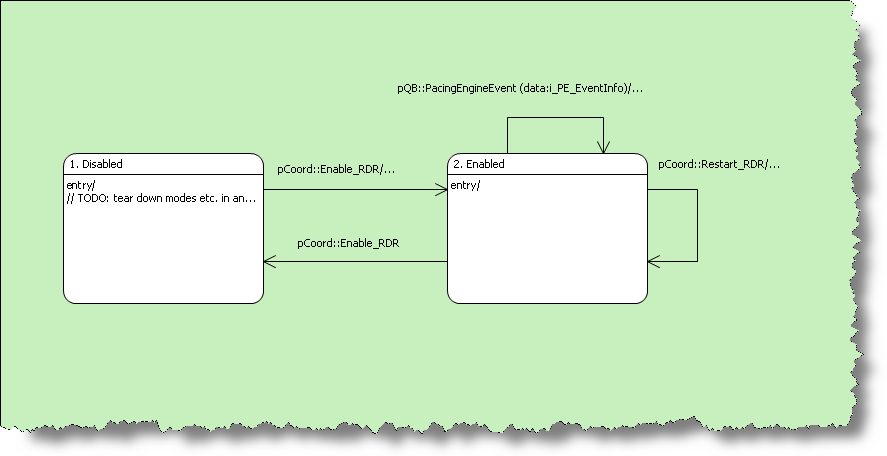 pQB::PacingEngineEvent (data:i_PE_EventInfo)/...
1. Disabled
entry/
// TODO: tear down modes etc. in an...
pCoord::Enable_RDR/...
pCoord::Enable_RDR
2. Enabled
entry/
pCoord::Restart_RDR/...